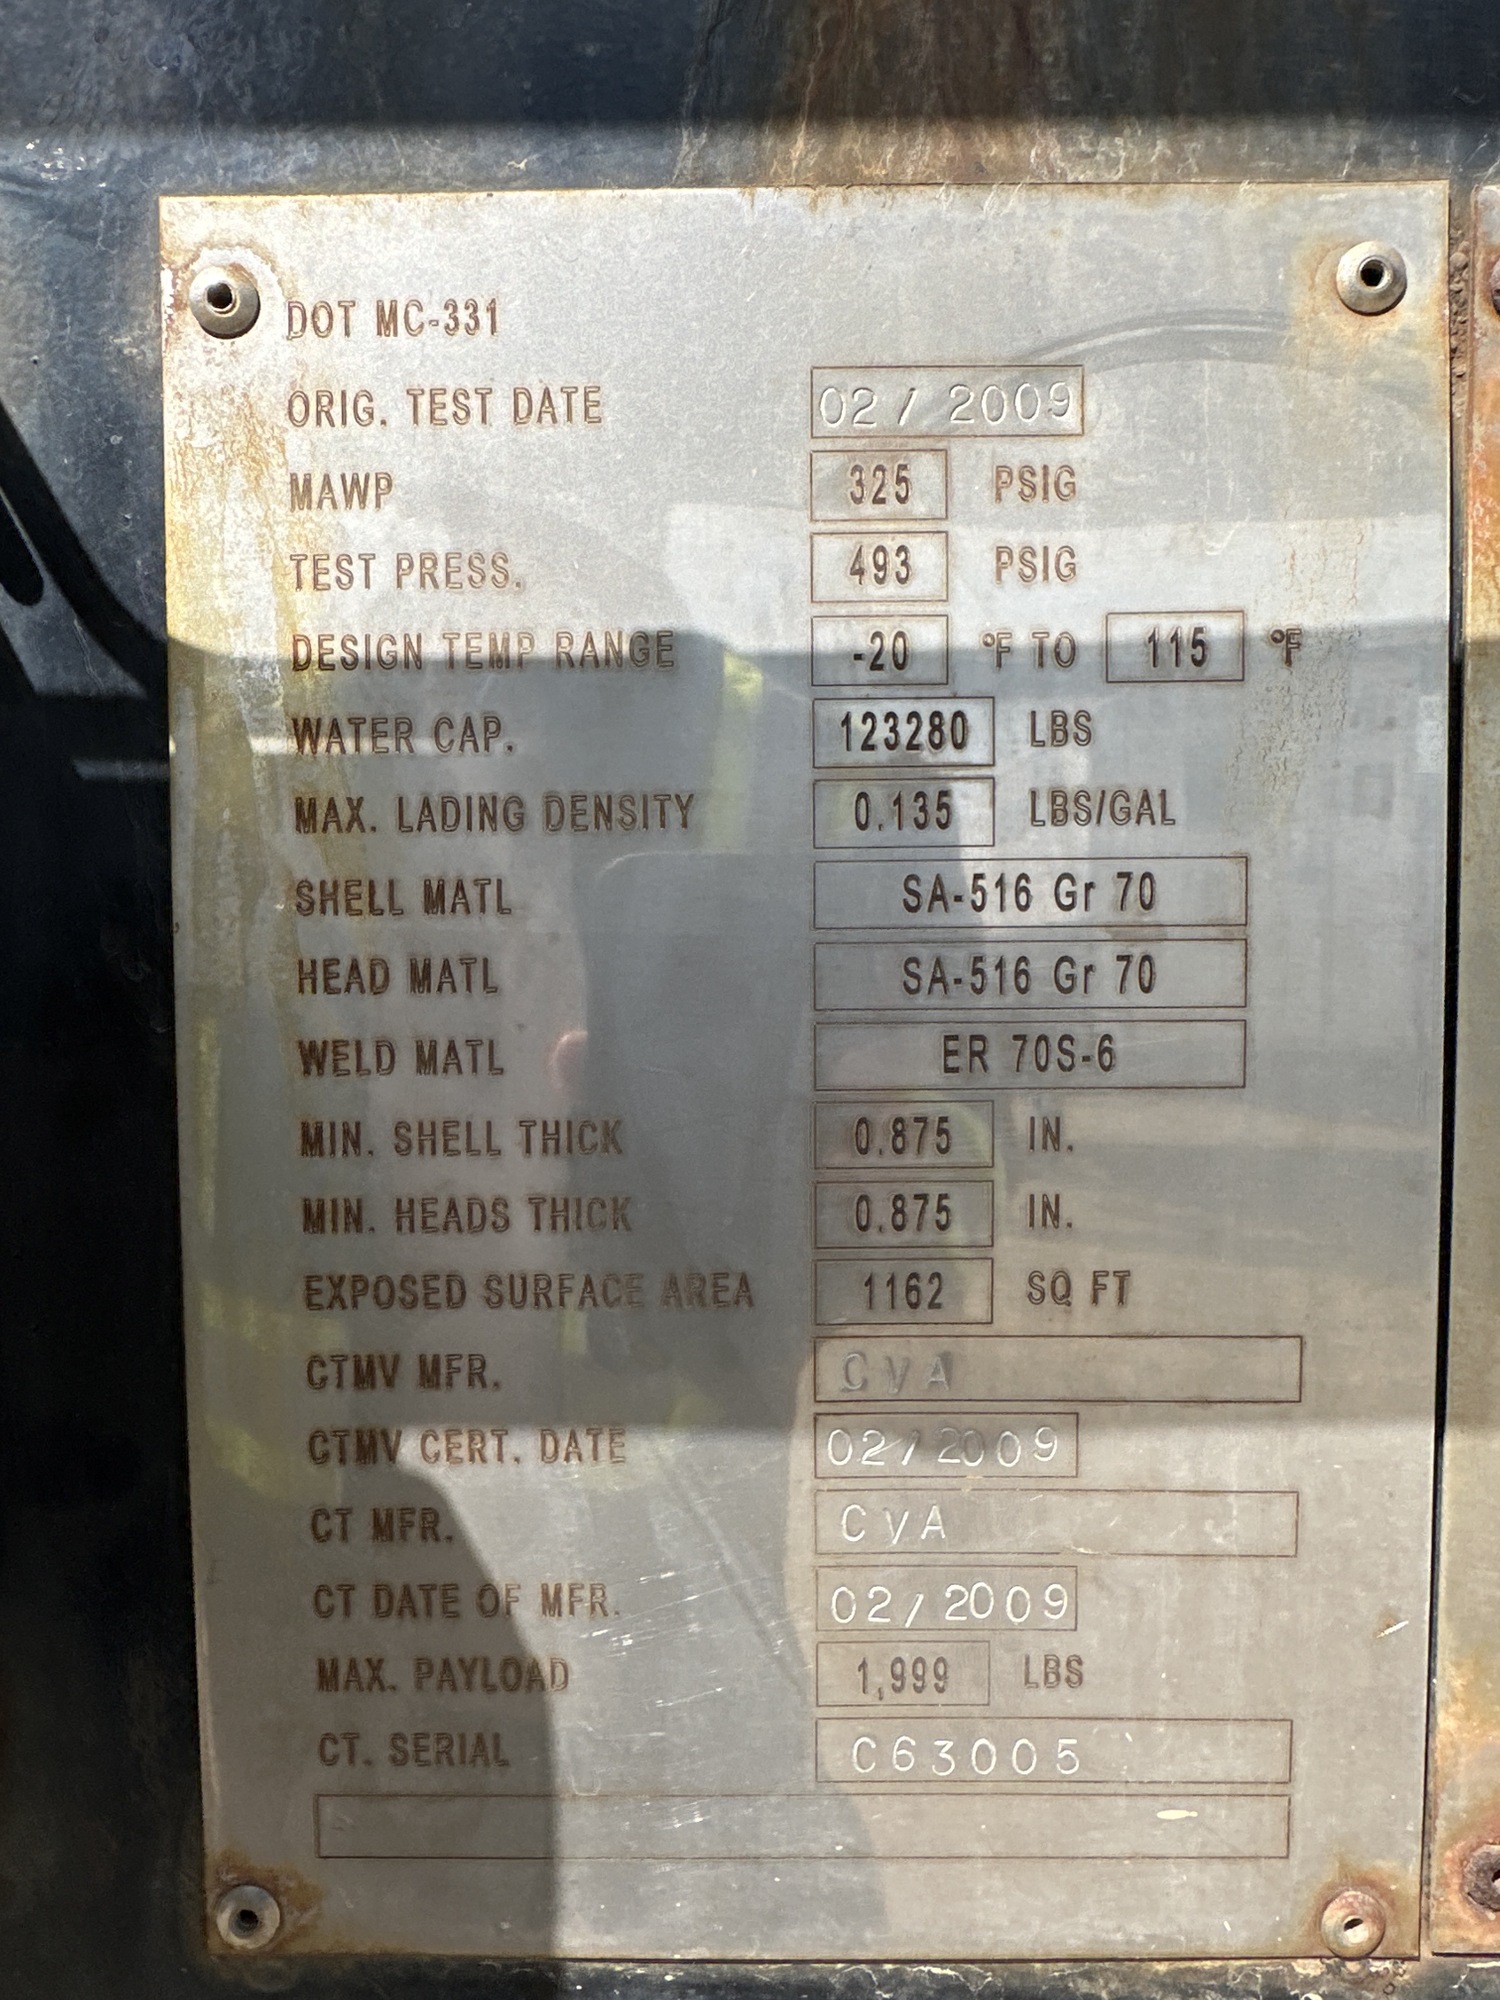 DOT MC-331
ORIG. TEST DATE 02/2009
MAWP 325 PSIG
TEST PRESS. 493 PSIG
DESIGN TEMP RANGE -20 °F TO 115 °F
WATER CAP. 123280 LBS
MAX. LADING DENSITY 0.135 LBS/GAL
SHELL MATL SA-516 Gr 70
HEAD MATL SA-516 Gr 70
WELD MATL ER 70S-6
MIN. SHELL THICK 0.875 IN.
MIN. HEADS THICK 0.875 IN.
EXPOSED SURFACE AREA 1162 SQ FT
CTMV MFR. CVA
CTMV CERT. DATE 02/2009
CT MFR. CVA
CT DATE OF MFR. 02/2009
MAX. PAYLOAD 1,999 LBS
CT. SERIAL C63005